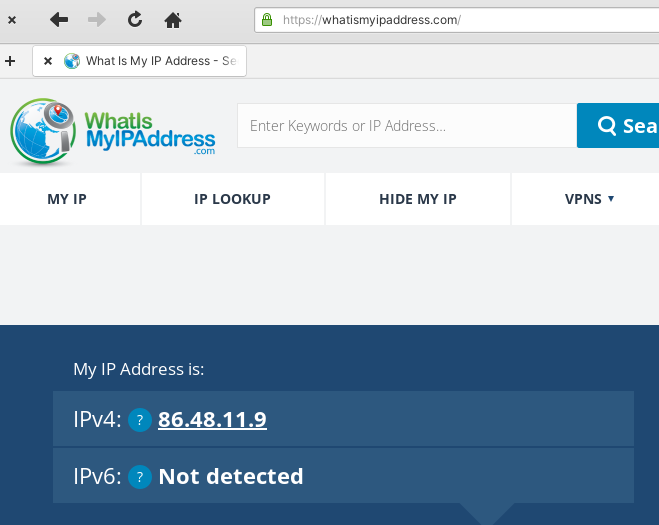 https://whatismyipaddress.com/
What Is My IP Address - Se
WhatIs
MyIPAddress
.com
Enter Keywords or IP Address...
Sea
MY IP
IP LOOKUP
HIDE MY IP
VPNS ▾
My IP Address is:
IPv4: ? 86.48.11.9
IPv6: ? Not detected